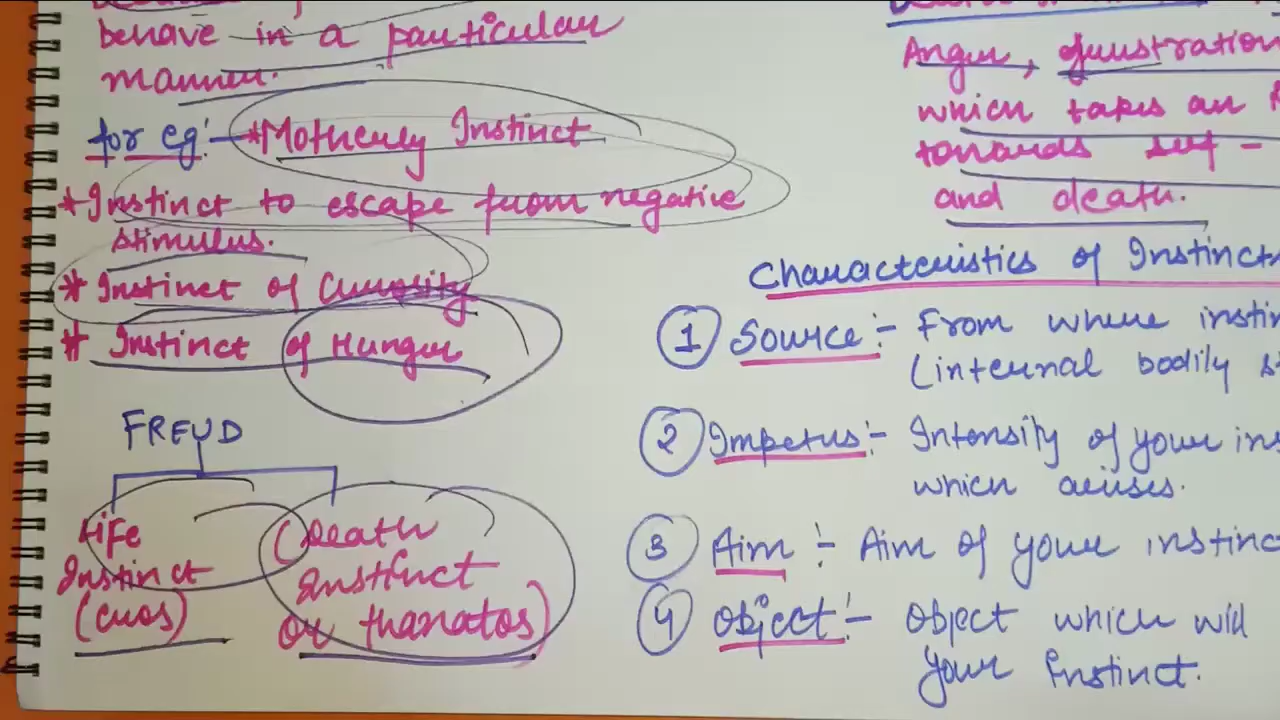 behave in a particular
manner.
for eg:- *Motherly Instinct
*Instinct to escape from negative
stimulus.
* Instinct of Curiosity
* Instinct of Hunger
FREUD
Life
Instinct
(eros)
(Death
Instinct
or thanatos)
Anger, frustration
which takes an
towards self-
and death.
Characteristics of Instinct
1 Source:- From where instin
(internal bodily st
2 Impetus:- Intensity of your ins
which arises.
3 Aim :- Aim of your instinc
4 Object:- Object which will
your instinct.